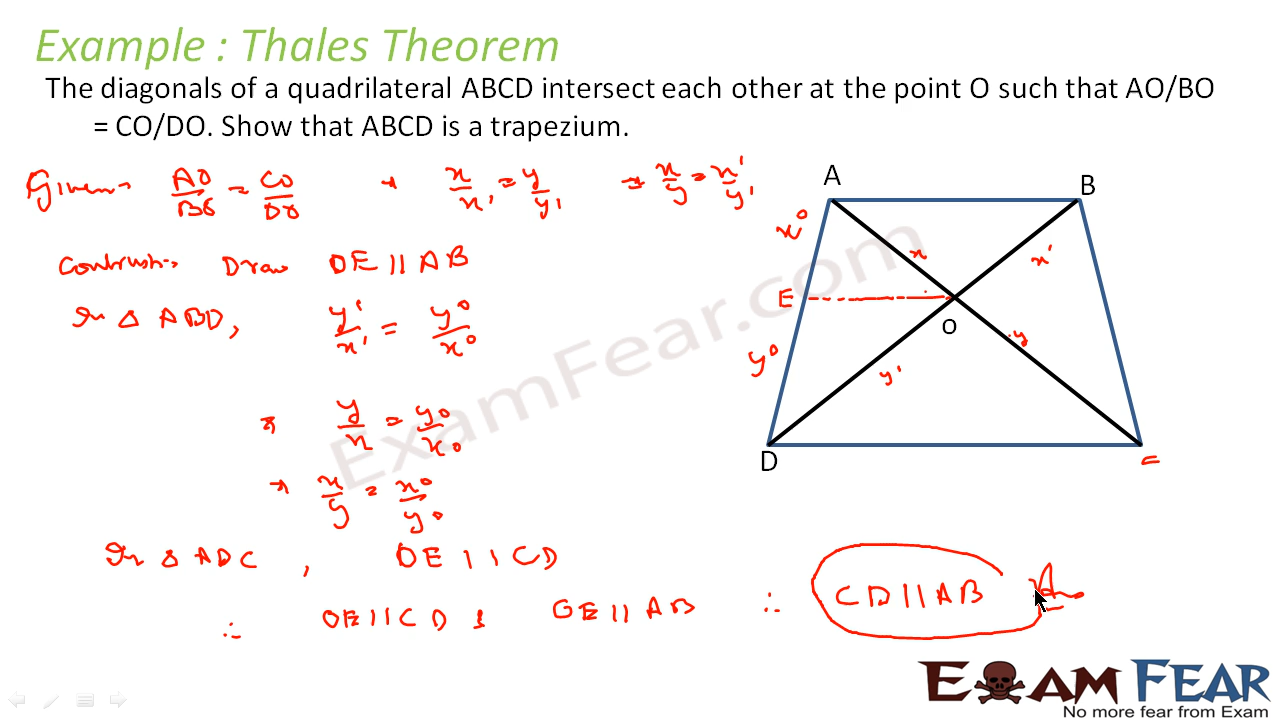 Example : Thales Theorem
The diagonals of a quadrilateral ABCD intersect each other at the point O such that AO/BO
= CO/DO. Show that ABCD is a trapezium.
Given AO/BO = CO/DO → x/x' = y/y' → x/y = x'/y'
Draw OE || AB
In Δ ABD, y'/x' = y°/x°
→ y/x = y°/x°
→ x/y = x°/y°
In Δ ADC, OE || CD
∴ OE || CD & OE || AB ∴ CD || AB
A
B
x°
x
x'
E
O
y°
y'
y
D
C
ExamFear.com
EXAM FEAR
No more fear from Exam